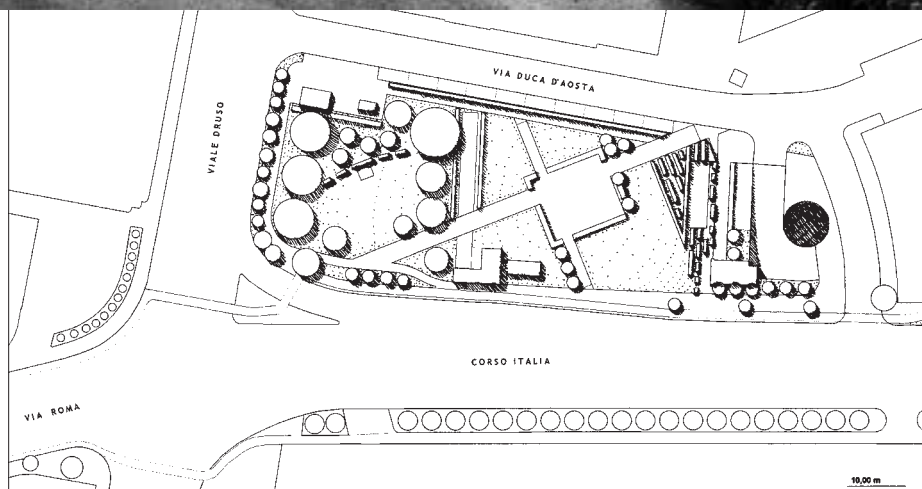 VIA DUCA D'AOSTA
VIALE DRUSO
CORSO ITALIA
VIA ROMA
10,00 m